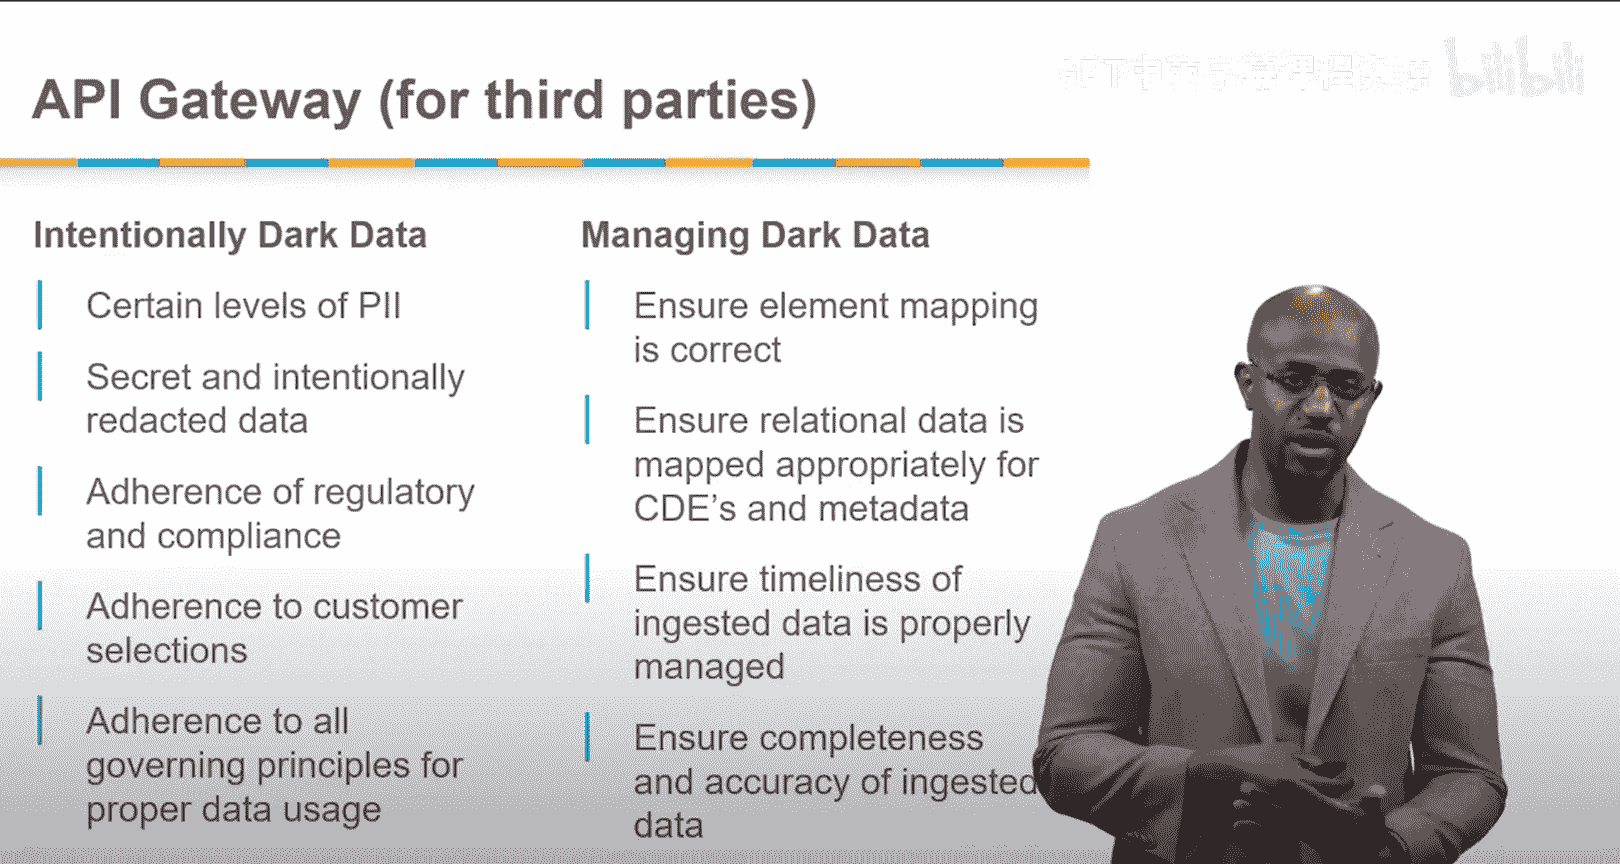 API Gateway (for third parties)
bilibili
Intentionally Dark Data
Certain levels of PII
Secret and intentionally
redacted data
Adherence of regulatory
and compliance
Adherence to customer
selections
Adherence to all
governing principles for
proper data usage
Managing Dark Data
Ensure element mapping
is correct
Ensure relational data is
mapped appropriately for
CDE's and metadata
Ensure timeliness of
ingested data is properly
managed
Ensure completeness
and accuracy of ingested
data